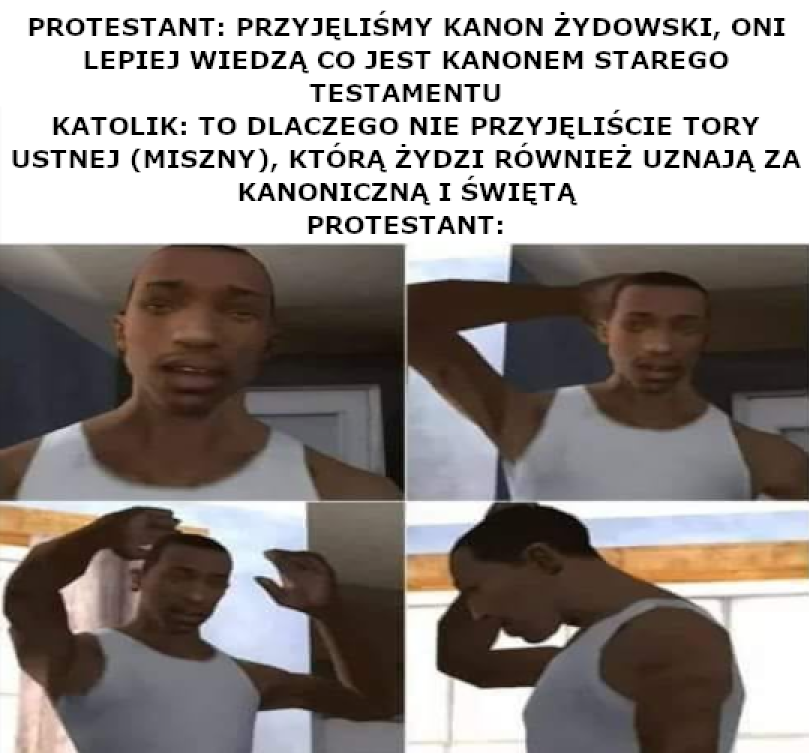 PROTESTANT: PRZYJĘLIŚMY KANON ŻYDOWSKI, ONI
LEPIEJ WIEDZĄ CO JEST KANONEM STAREGO
TESTAMENTU
KATOLIK: TO DLACZEGO NIE PRZYJĘLIŚCIE TORY
USTNEJ (MISZNY), KTÓRĄ ŻYDZI RÓWNIEŻ UZNAJĄ ZA
KANONICZNĄ I ŚWIĘTĄ
PROTESTANT: